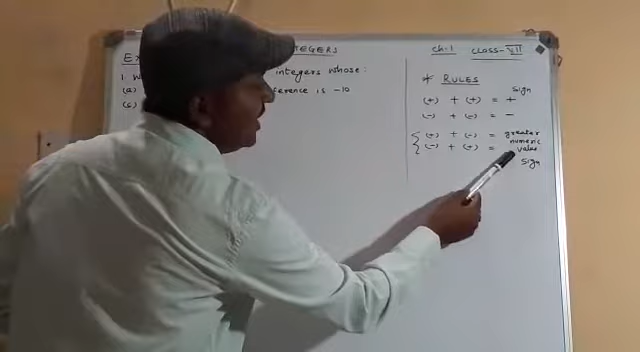 Ex
TEGERS
ch-1 class-VII
1. W integers whose:
(a) ference is -10
(c)
* RULES
sign
(+) + (+) = +
(-) + (-) = -
(+) + (-) = greater
numeric
(-) + (+) = value
sign